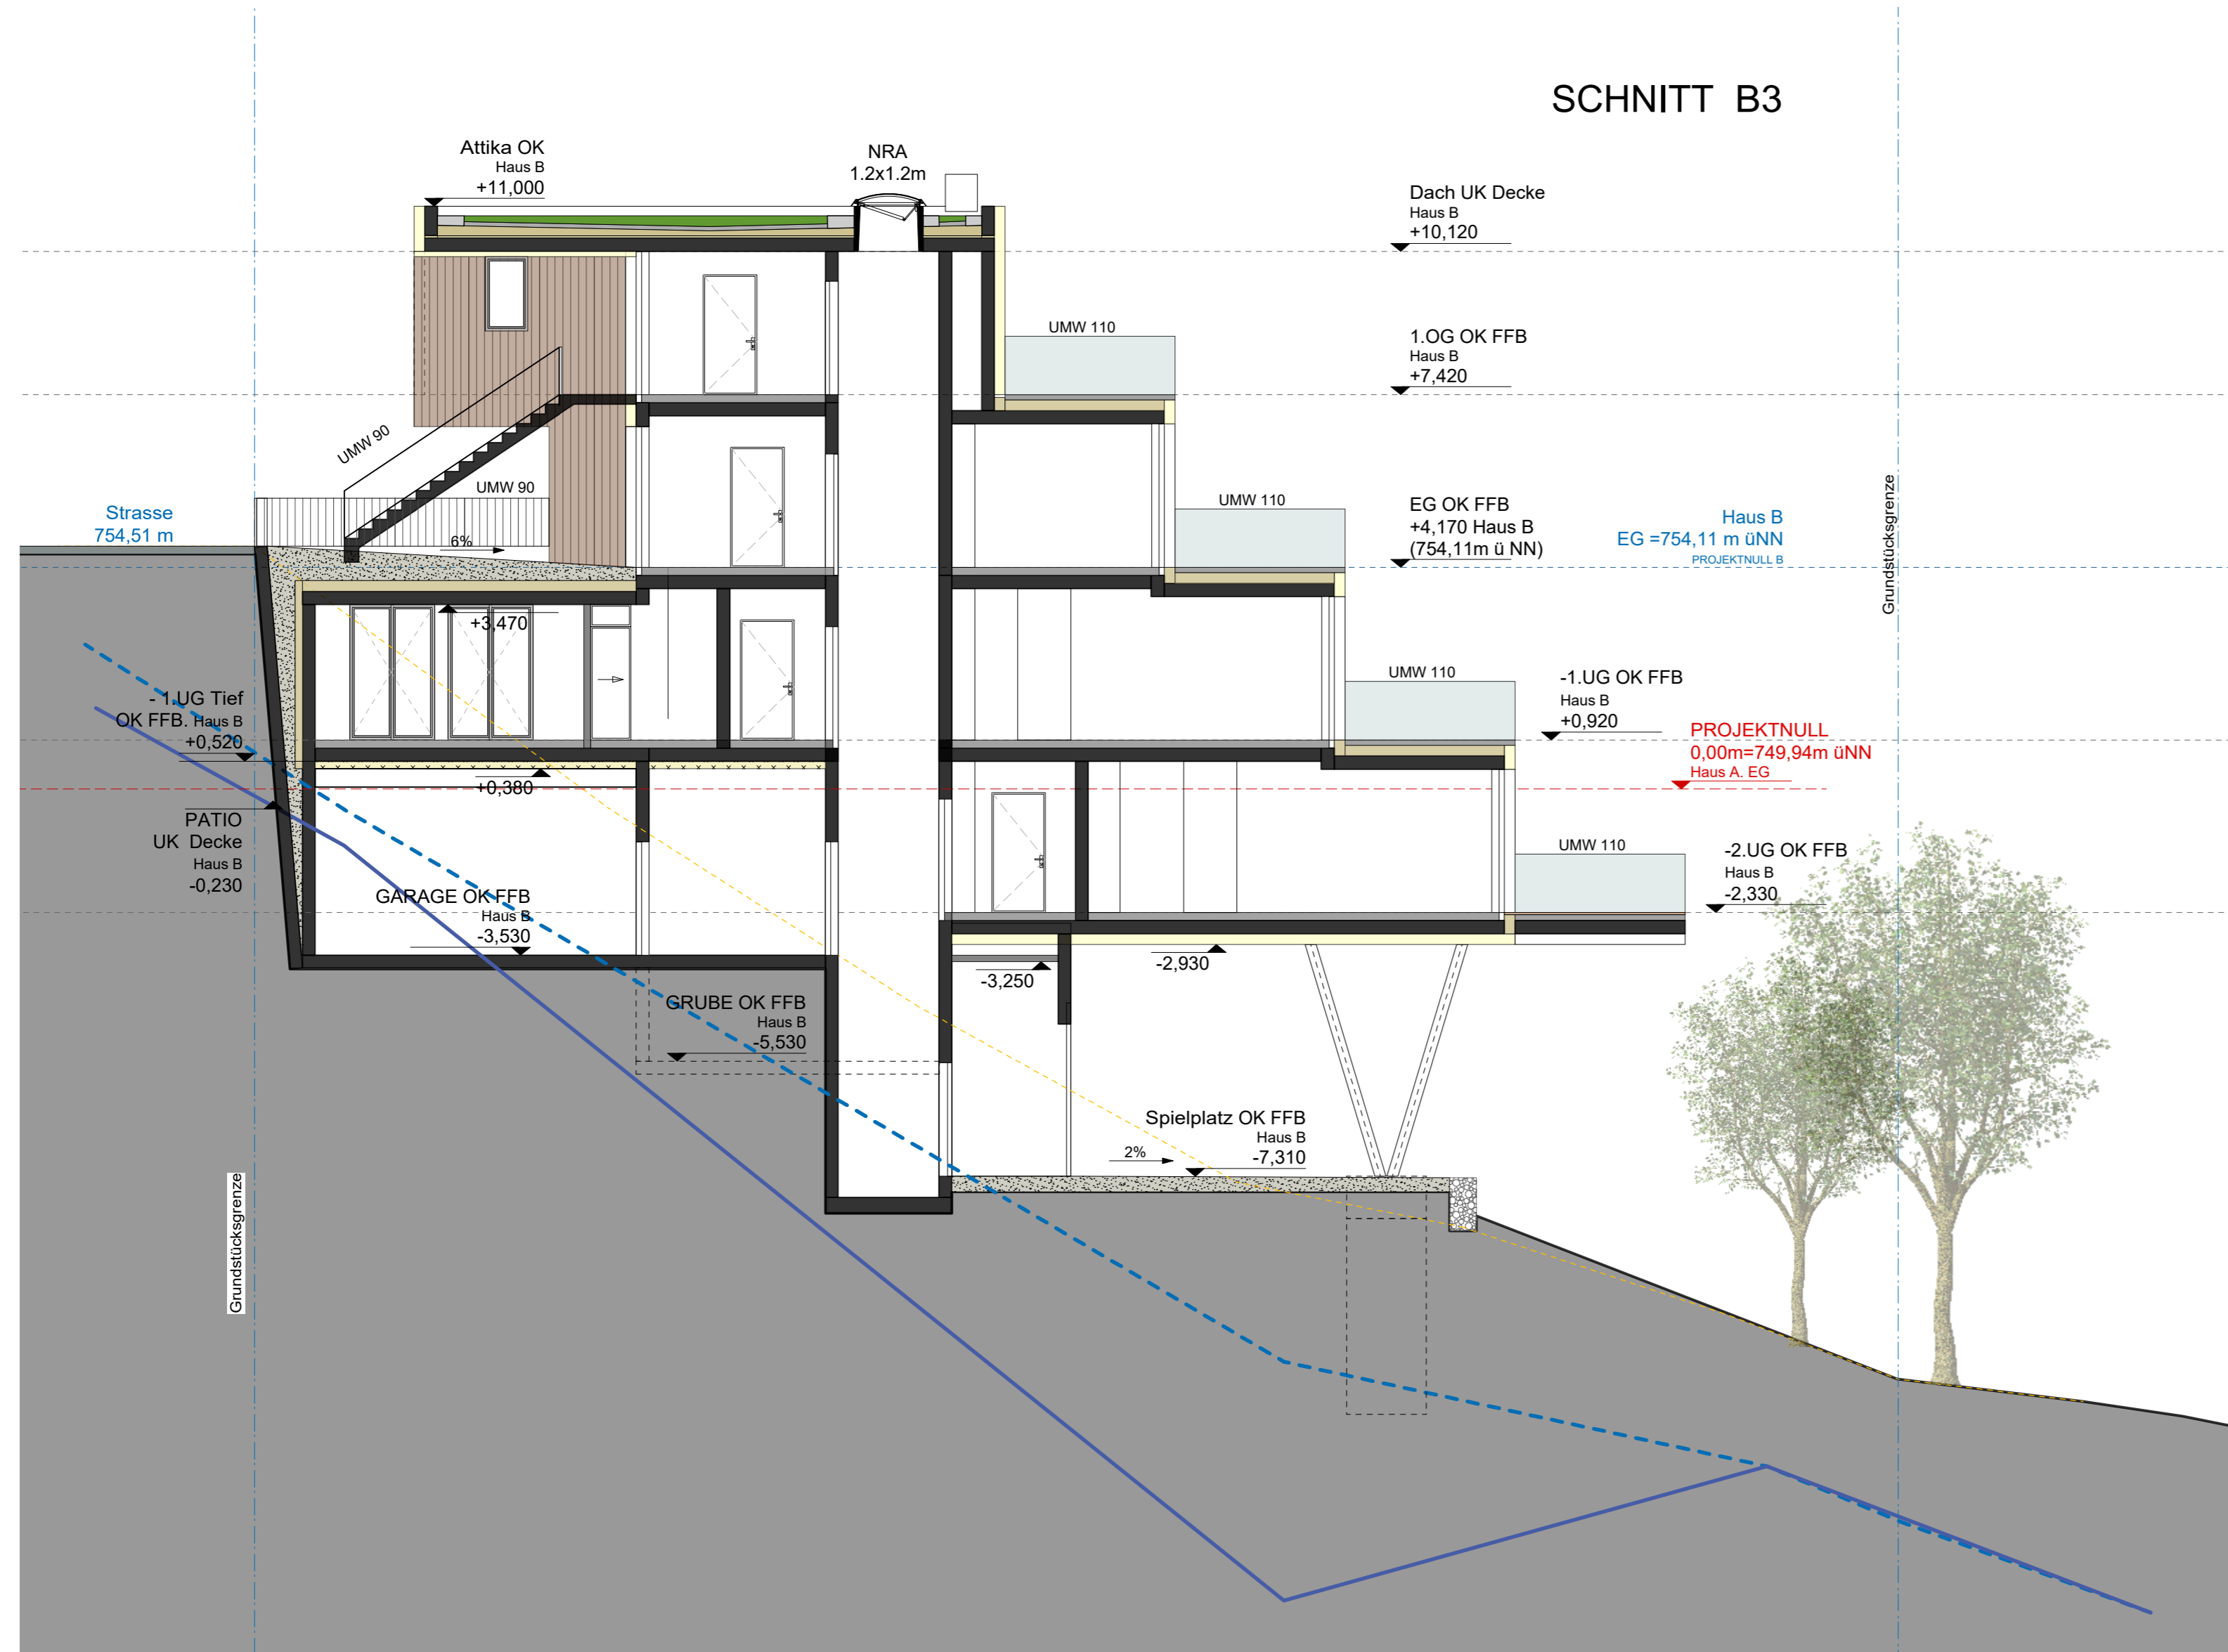 SCHNITT B3
Attika OK
Haus B
+11,000
NRA
1.2x1.2m
Dach UK Decke
Haus B
+10,120
UMW 110
1.OG OK FFB
Haus B
+7,420
UMW 90
UMW 90
6%
Strasse
754,51 m
UMW 110
EG OK FFB
+4,170 Haus B
(754,11m ü NN)
Haus B
EG =754,11 m üNN
PROJEKTNULL B
Grundstücksgrenze
+3,470
UMW 110
-1.UG OK FFB
Haus B
+0,920
- 1.UG Tief
OK FFB. Haus B
+0,520
PROJEKTNULL
0,00m=749,94m üNN
Haus A. EG
+0,380
PATIO
UK Decke
Haus B
-0,230
UMW 110
-2.UG OK FFB
Haus B
-2,330
GARAGE OK FFB
Haus B
-3,530
-2,930
-3,250
GRUBE OK FFB
Haus B
-5,530
Spielplatz OK FFB
Haus B
-7,310
2%
Grundstücksgrenze